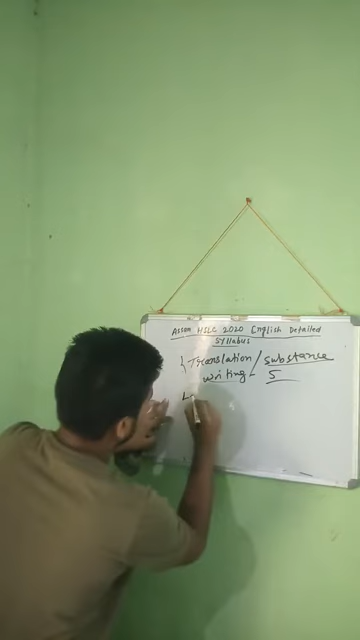 Assam HSLC 2020 English Detailed
Syllabus
Translation / substance
writing - 5